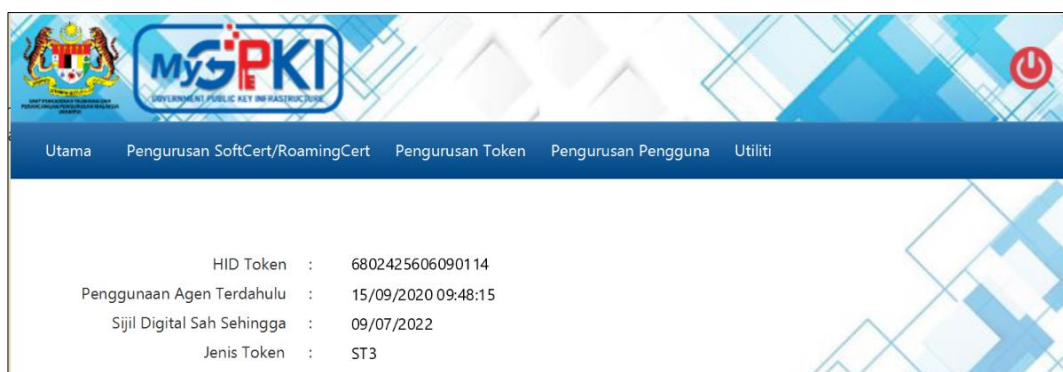 MyGPKI
GOVERNMENT PUBLIC KEY INFRASTRUCTURE
Utama Pengurusan SoftCert/RoamingCert Pengurusan Token Pengurusan Pengguna Utiliti
HID Token : 6802425606090114
Penggunaan Agen Terdahulu : 15/09/2020 09:48:15
Sijil Digital Sah Sehingga : 09/07/2022
Jenis Token : ST3